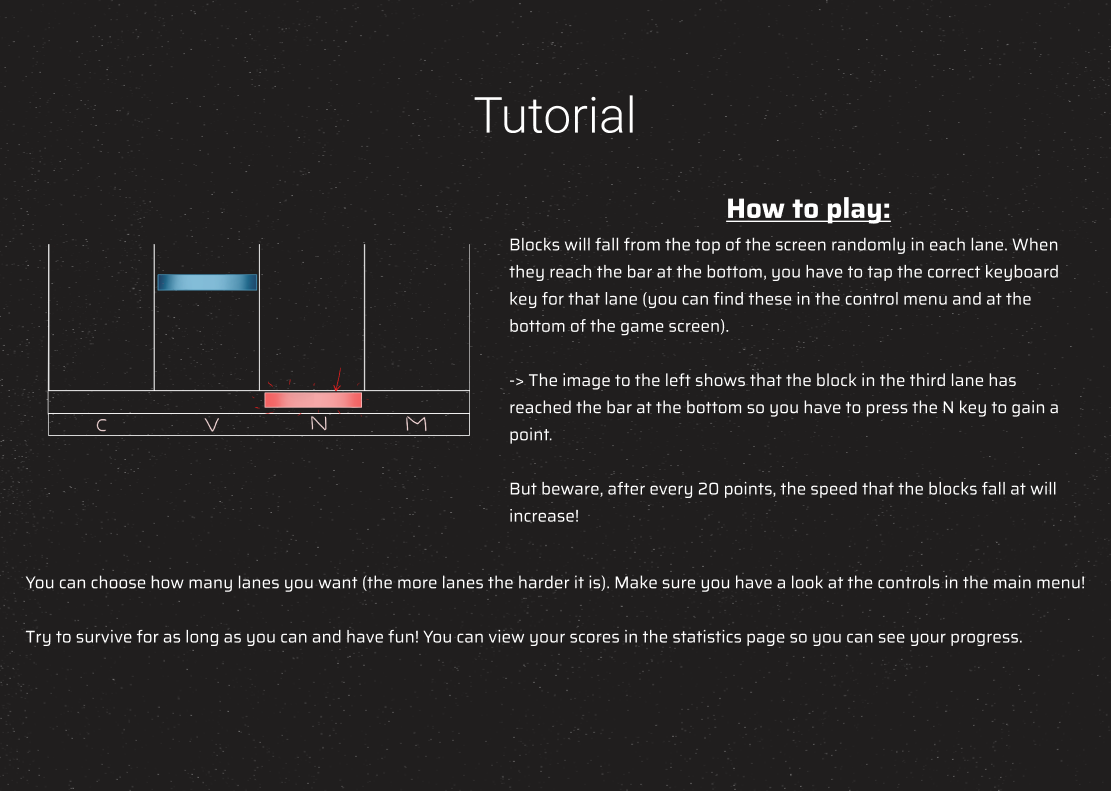 Tutorial
How to play:
Blocks will fall from the top of the screen randomly in each lane. When
they reach the bar at the bottom, you have to tap the correct keyboard
key for that lane (you can find these in the control menu and at the
bottom of the game screen).
-> The image to the left shows that the block in the third lane has
reached the bar at the bottom so you have to press the N key to gain a
point.
But beware, after every 20 points, the speed that the blocks fall at will
increase!
C V N M
You can choose how many lanes you want (the more lanes the harder it is). Make sure you have a look at the controls in the main menu!
Try to survive for as long as you can and have fun! You can view your scores in the statistics page so you can see your progress.